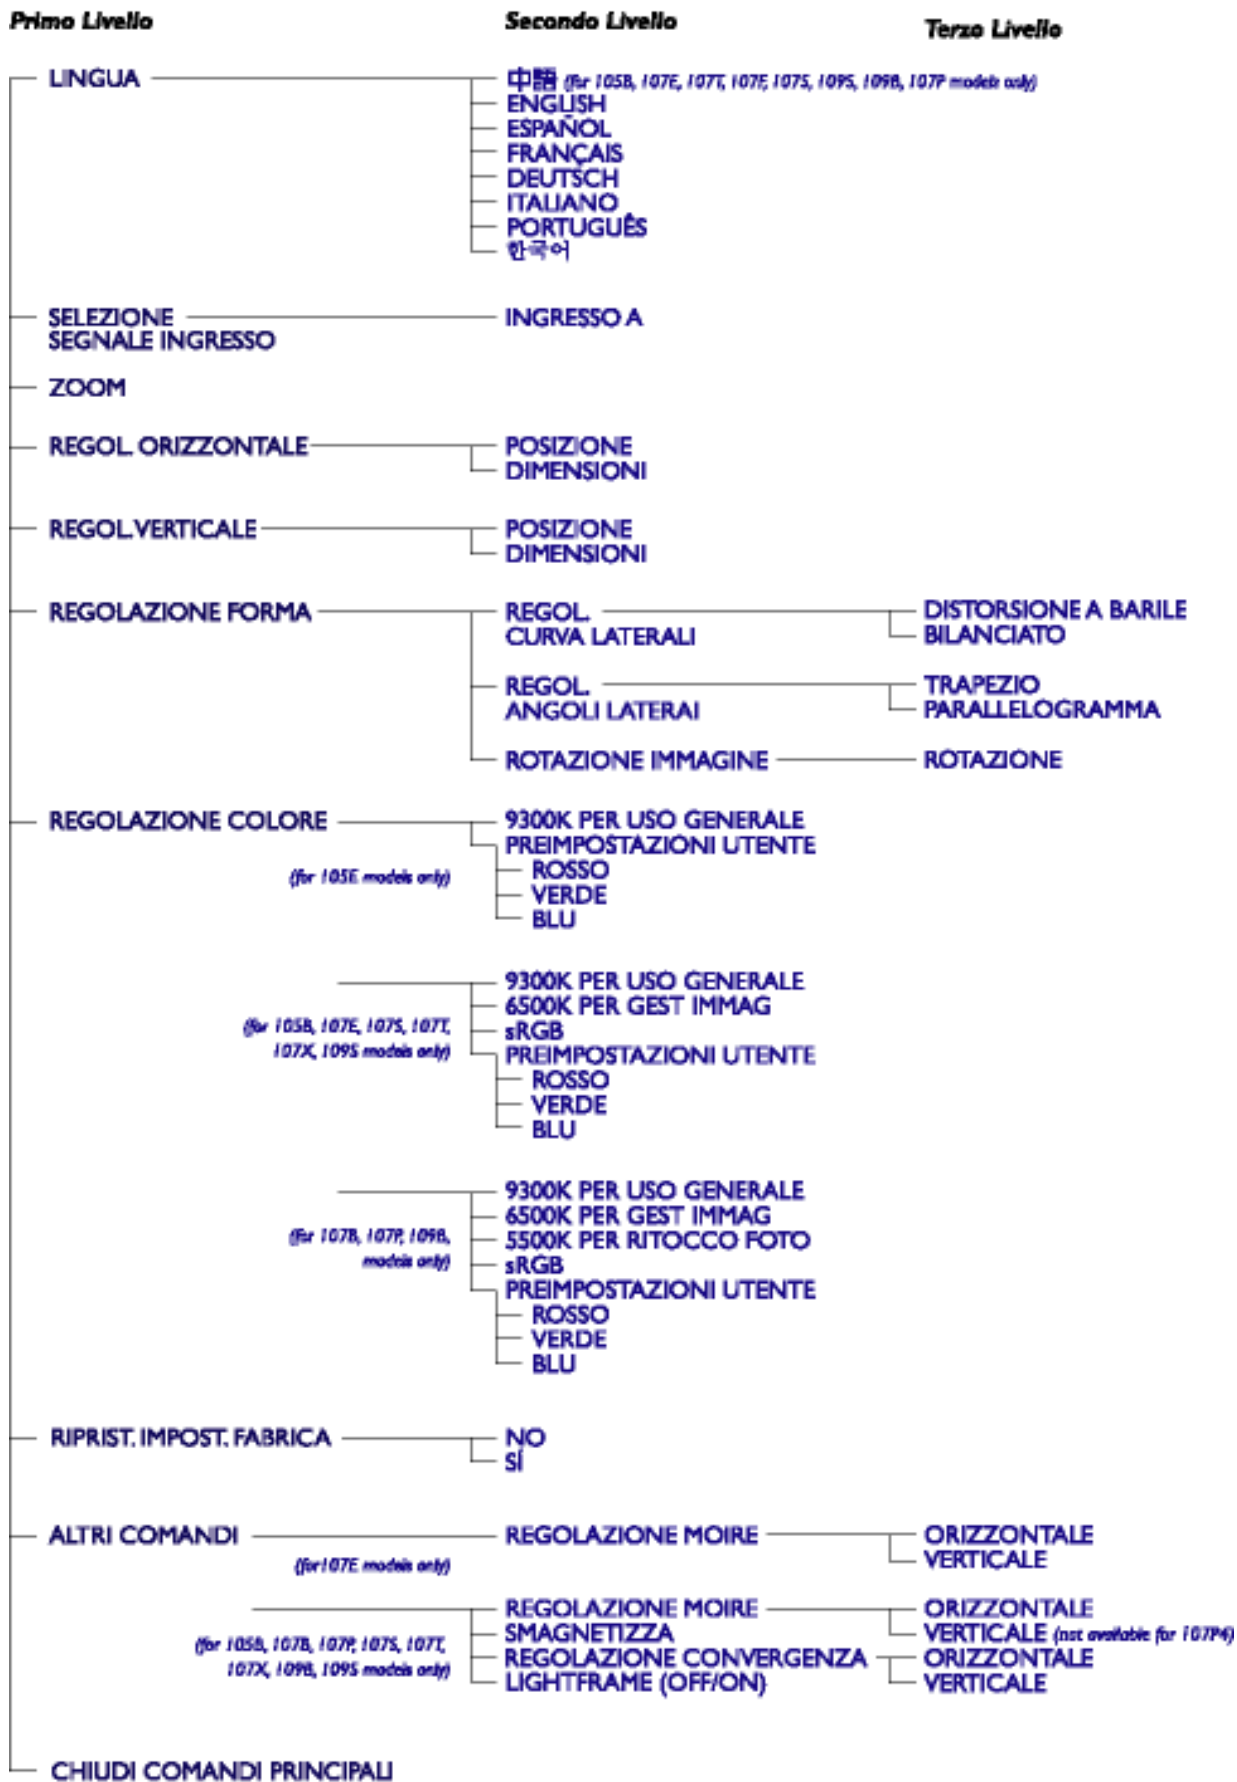 Primo Livello Secondo Livello Terzo Livello
LINGUA 中語 (for 105B, 107E, 107T, 107F, 107S, 109S, 109B, 107P models only)
ENGLISH
ESPAÑOL
FRANÇAIS
DEUTSCH
ITALIANO
PORTUGUÊS
한국어
SELEZIONE INGRESSO A
SEGNALE INGRESSO
ZOOM
REGOL. ORIZZONTALE POSIZIONE
DIMENSIONI
REGOL. VERTICALE POSIZIONE
DIMENSIONI
REGOLAZIONE FORMA REGOL. DISTORSIONE A BARILE
CURVA LATERALI BILANCIATO
REGOL. TRAPEZIO
ANGOLI LATERAI PARALLELOGRAMMA
ROTAZIONE IMMAGINE ROTAZIONE
REGOLAZIONE COLORE 9300K PER USO GENERALE
PREIMPOSTAZIONI UTENTE
(for 105E models only) ROSSO
VERDE
BLU
9300K PER USO GENERALE
6500K PER GEST IMMAG
(for 105B, 107E, 107S, 107T, sRGB
107X, 109S models only) PREIMPOSTAZIONI UTENTE
ROSSO
VERDE
BLU
9300K PER USO GENERALE
6500K PER GEST IMMAG
(for 107B, 107P, 109B, 5500K PER RITOCCO FOTO
models only) sRGB
PREIMPOSTAZIONI UTENTE
ROSSO
VERDE
BLU
RIPRIST. IMPOST. FABRICA NO
SÍ
ALTRI COMANDI REGOLAZIONE MOIRE ORIZZONTALE
(for107E models only) VERTICALE
REGOLAZIONE MOIRE ORIZZONTALE
(for 105B, 107B, 107P, 107S, 107T, SMAGNETIZZA VERTICALE (not available for 107P4)
107X, 109B, 109S models only) REGOLAZIONE CONVERGENZA ORIZZONTALE
LIGHTFRAME (OFF/ON) VERTICALE
CHIUDI COMANDI PRINCIPALI